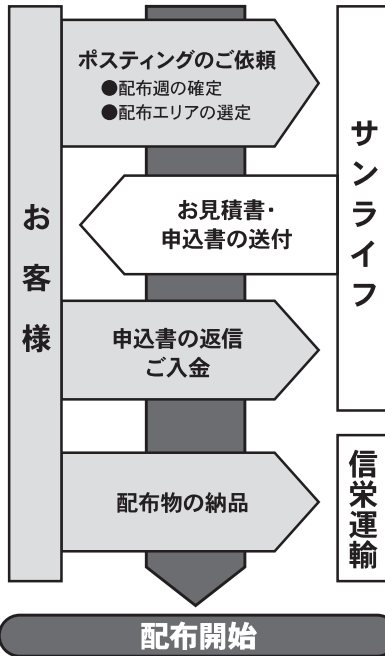 ポスティングのご依頼
●配布週の確定
●配布エリアの選定
お見積書・
申込書の送付
申込書の返信
ご入金
配布物の納品
お客様
サンライフ
信栄運輸
配布開始